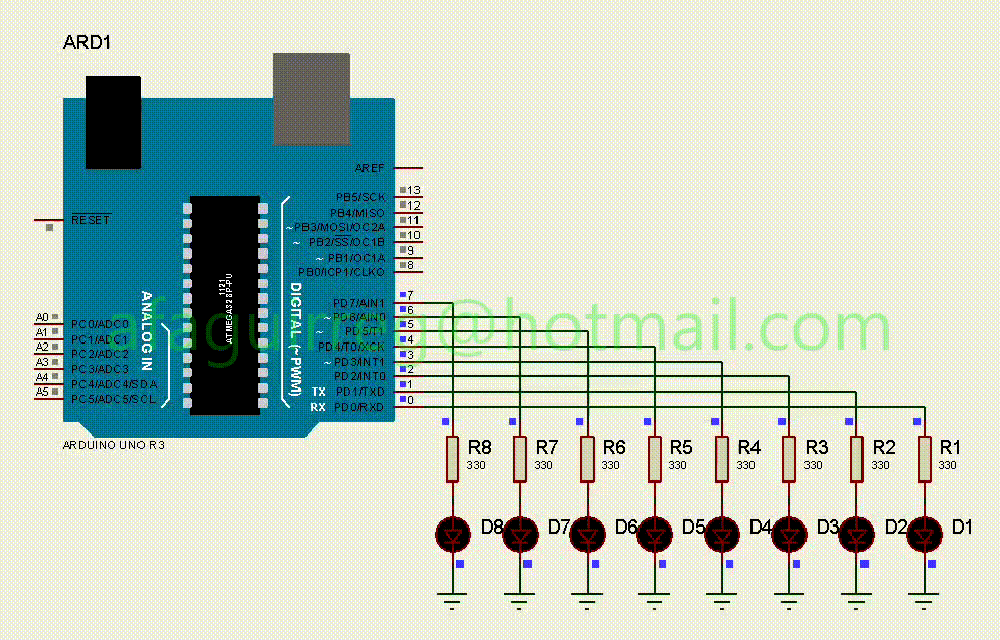 ARD1
AREF
PB5/SCK 13
RESET
PB4/MISO 12
~PB3/MOSI/OC2A 11
~ PB2/SS/OC1B 10
~ PB1/OC1A 9
PB0/ICP1/CLKO 8
1121
ATMEGA328P-PU
DIGITAL (~PWM)
ANALOG IN
PD7/AIN1 7
~ PD6/AIN0 6
~ PD5/T1 5
PD4/T0/XCK 4
~ PD3/INT1 3
PD2/INT0 2
TX PD1/TXD 1
RX PD0/RXD 0
A0 PC0/ADC0
A1 PC1/ADC1
A2 PC2/ADC2
A3 PC3/ADC3
A4 PC4/ADC4/SDA
A5 PC5/ADC5/SCL
@hotmail.com
ARDUINO UNO R3
R8 R7 R6 R5 R4 R3 R2 R1
330 330 330 330 330 330 330 330
D8 D7 D6 D5 D4 D3 D2 D1